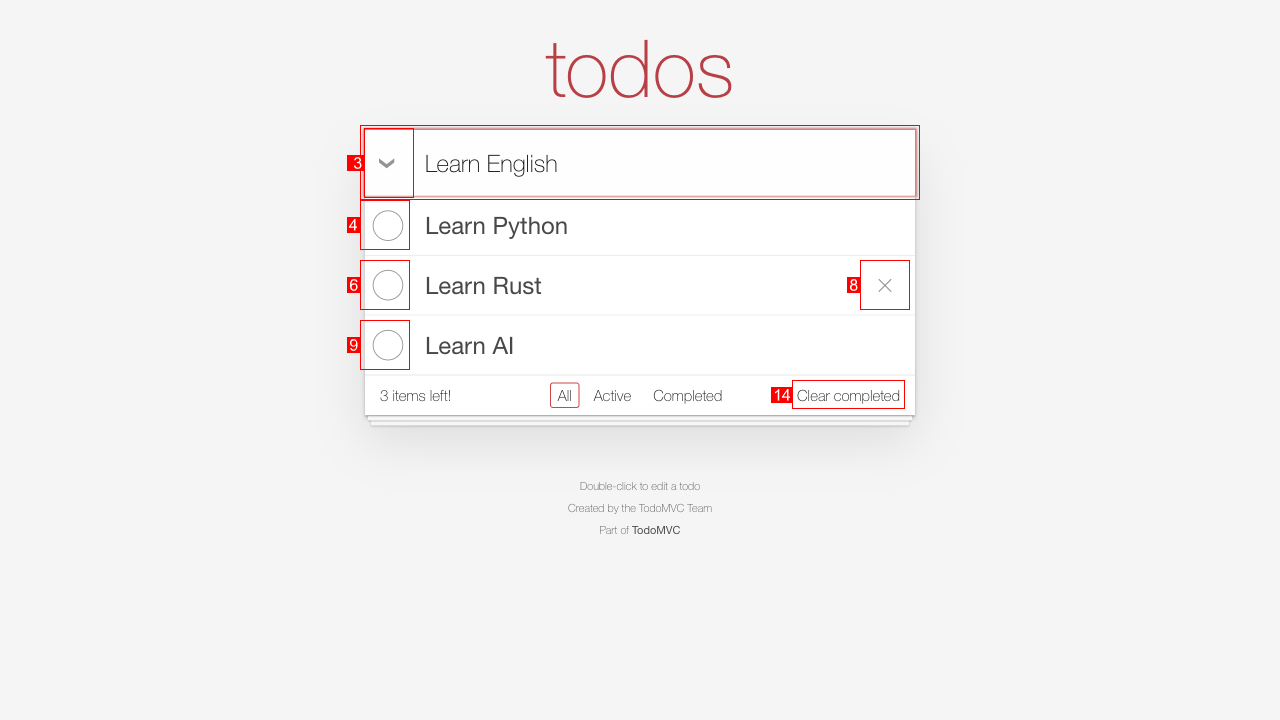 todos
3
Learn English
4
Learn Python
6
Learn Rust
8
9
Learn AI
3 items left!
All
Active
Completed
14
Clear completed
Double-click to edit a todo
Created by the TodoMVC Team
Part of TodoMVC